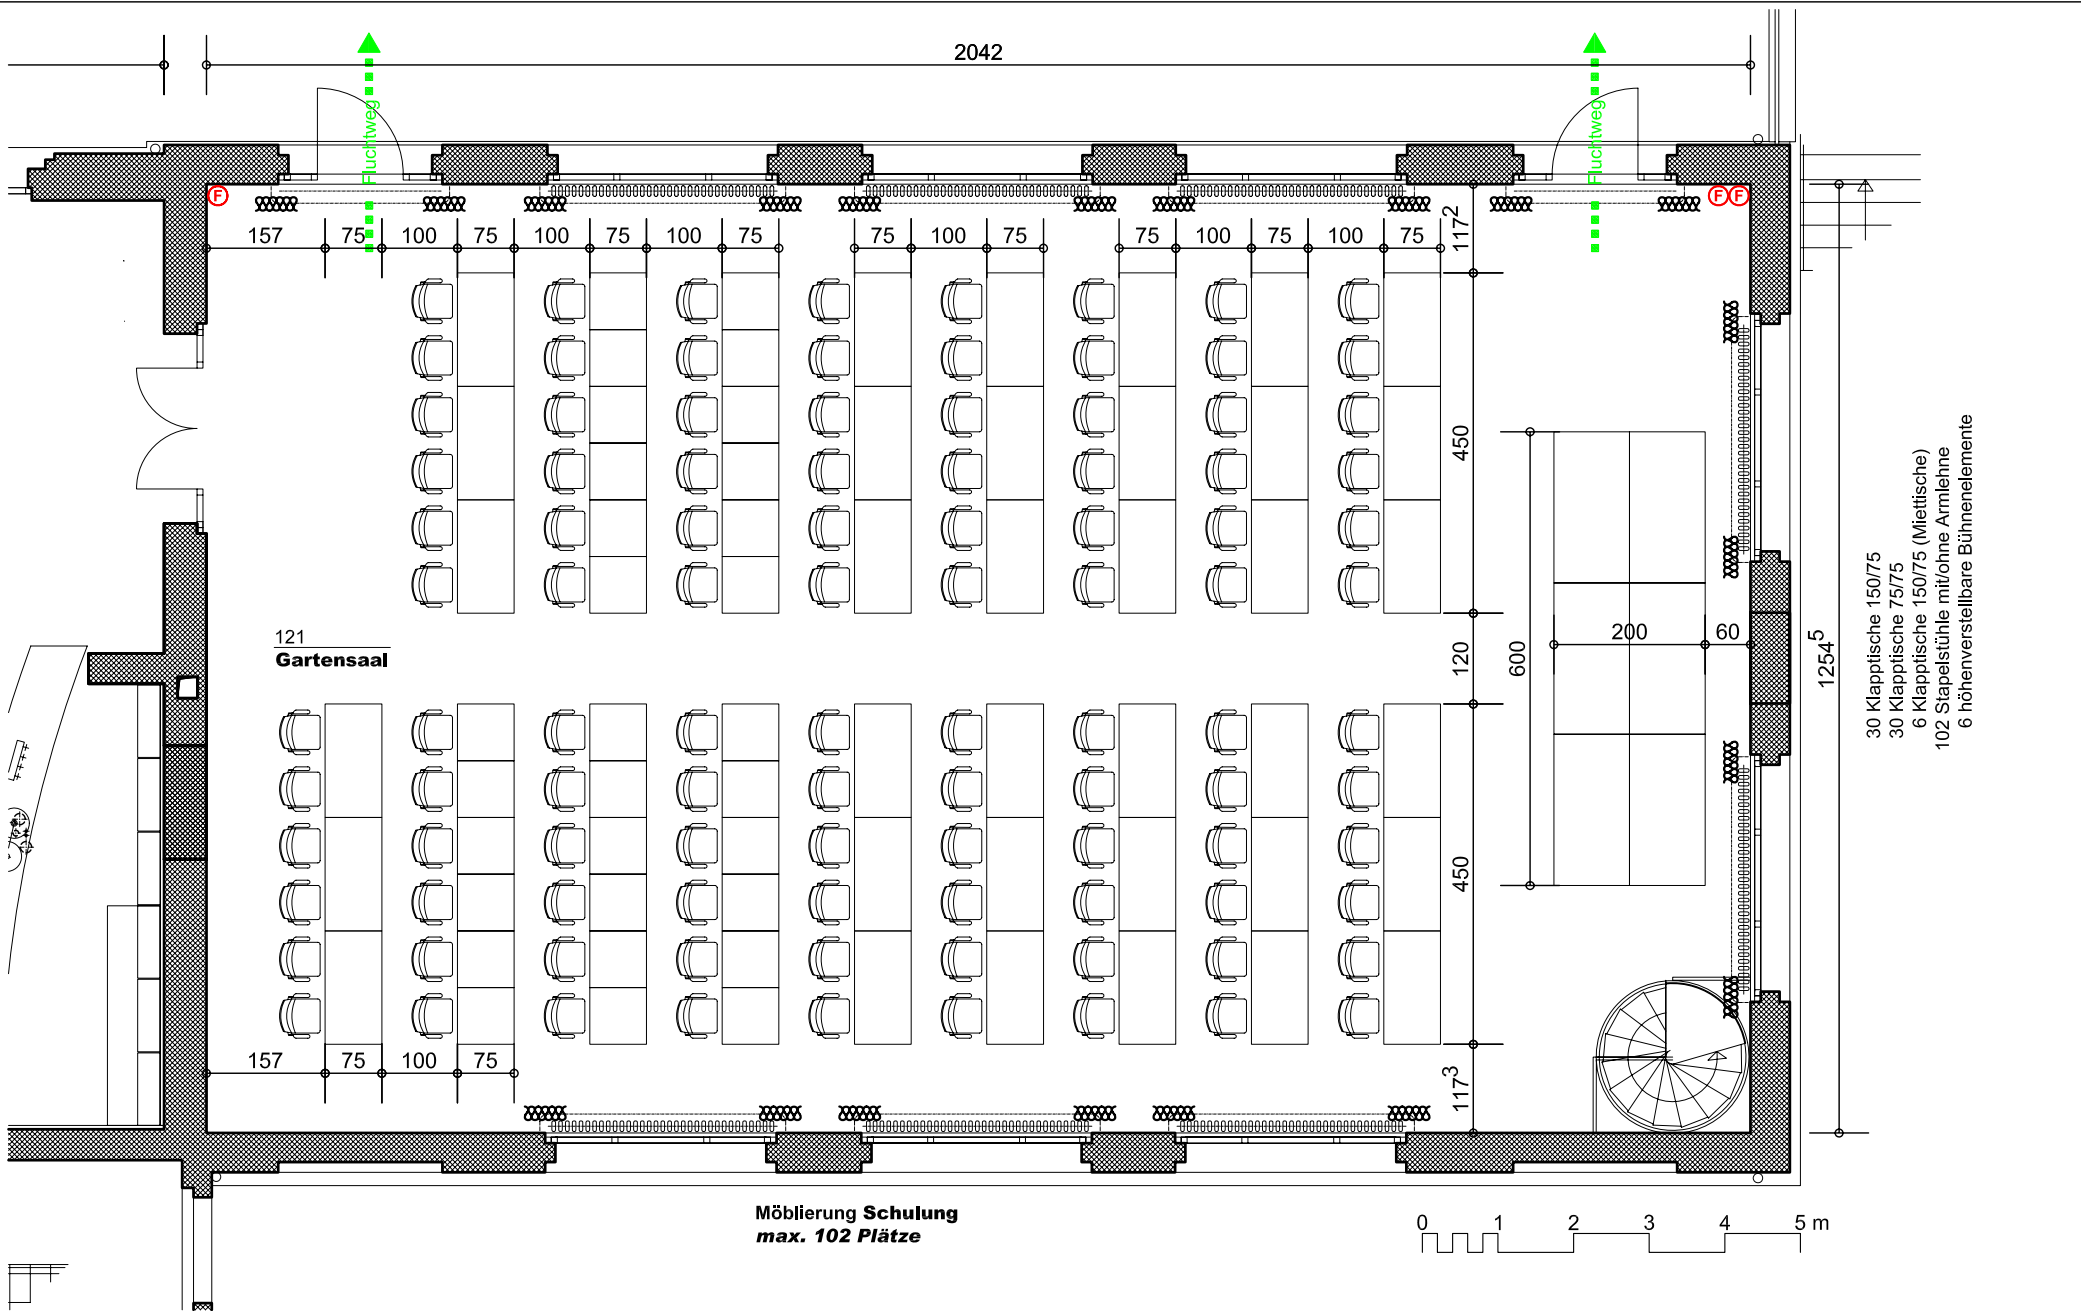 2042
Fluchtweg
Fluchtweg
F
F F
157 75 100 75 100 75 100 75 75 100 75 75 100 75 100 75
117²
450
120
450
117³
600
200 60
1254⁵
121
Gartensaal
157 75 100 75
30 Klapptische 150/75
30 Klapptische 75/75
6 Klapptische 150/75 (Miettische)
102 Stapelstühle mit/ohne Armlehne
6 höhenverstellbare Bühnenelemente
Möblierung Schulung
max. 102 Plätze
0 1 2 3 4 5 m